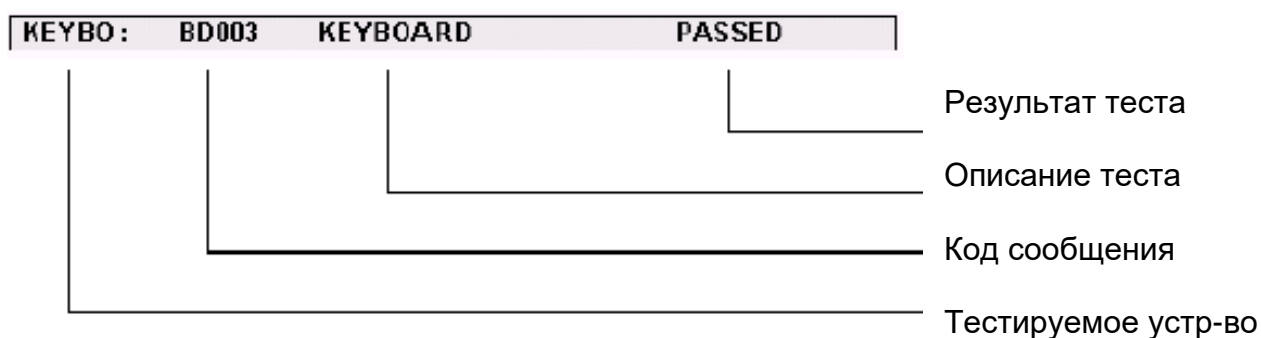 KEYBO: BD003 KEYBOARD PASSED
Результат теста
Описание теста
Код сообщения
Тестируемое устр-во